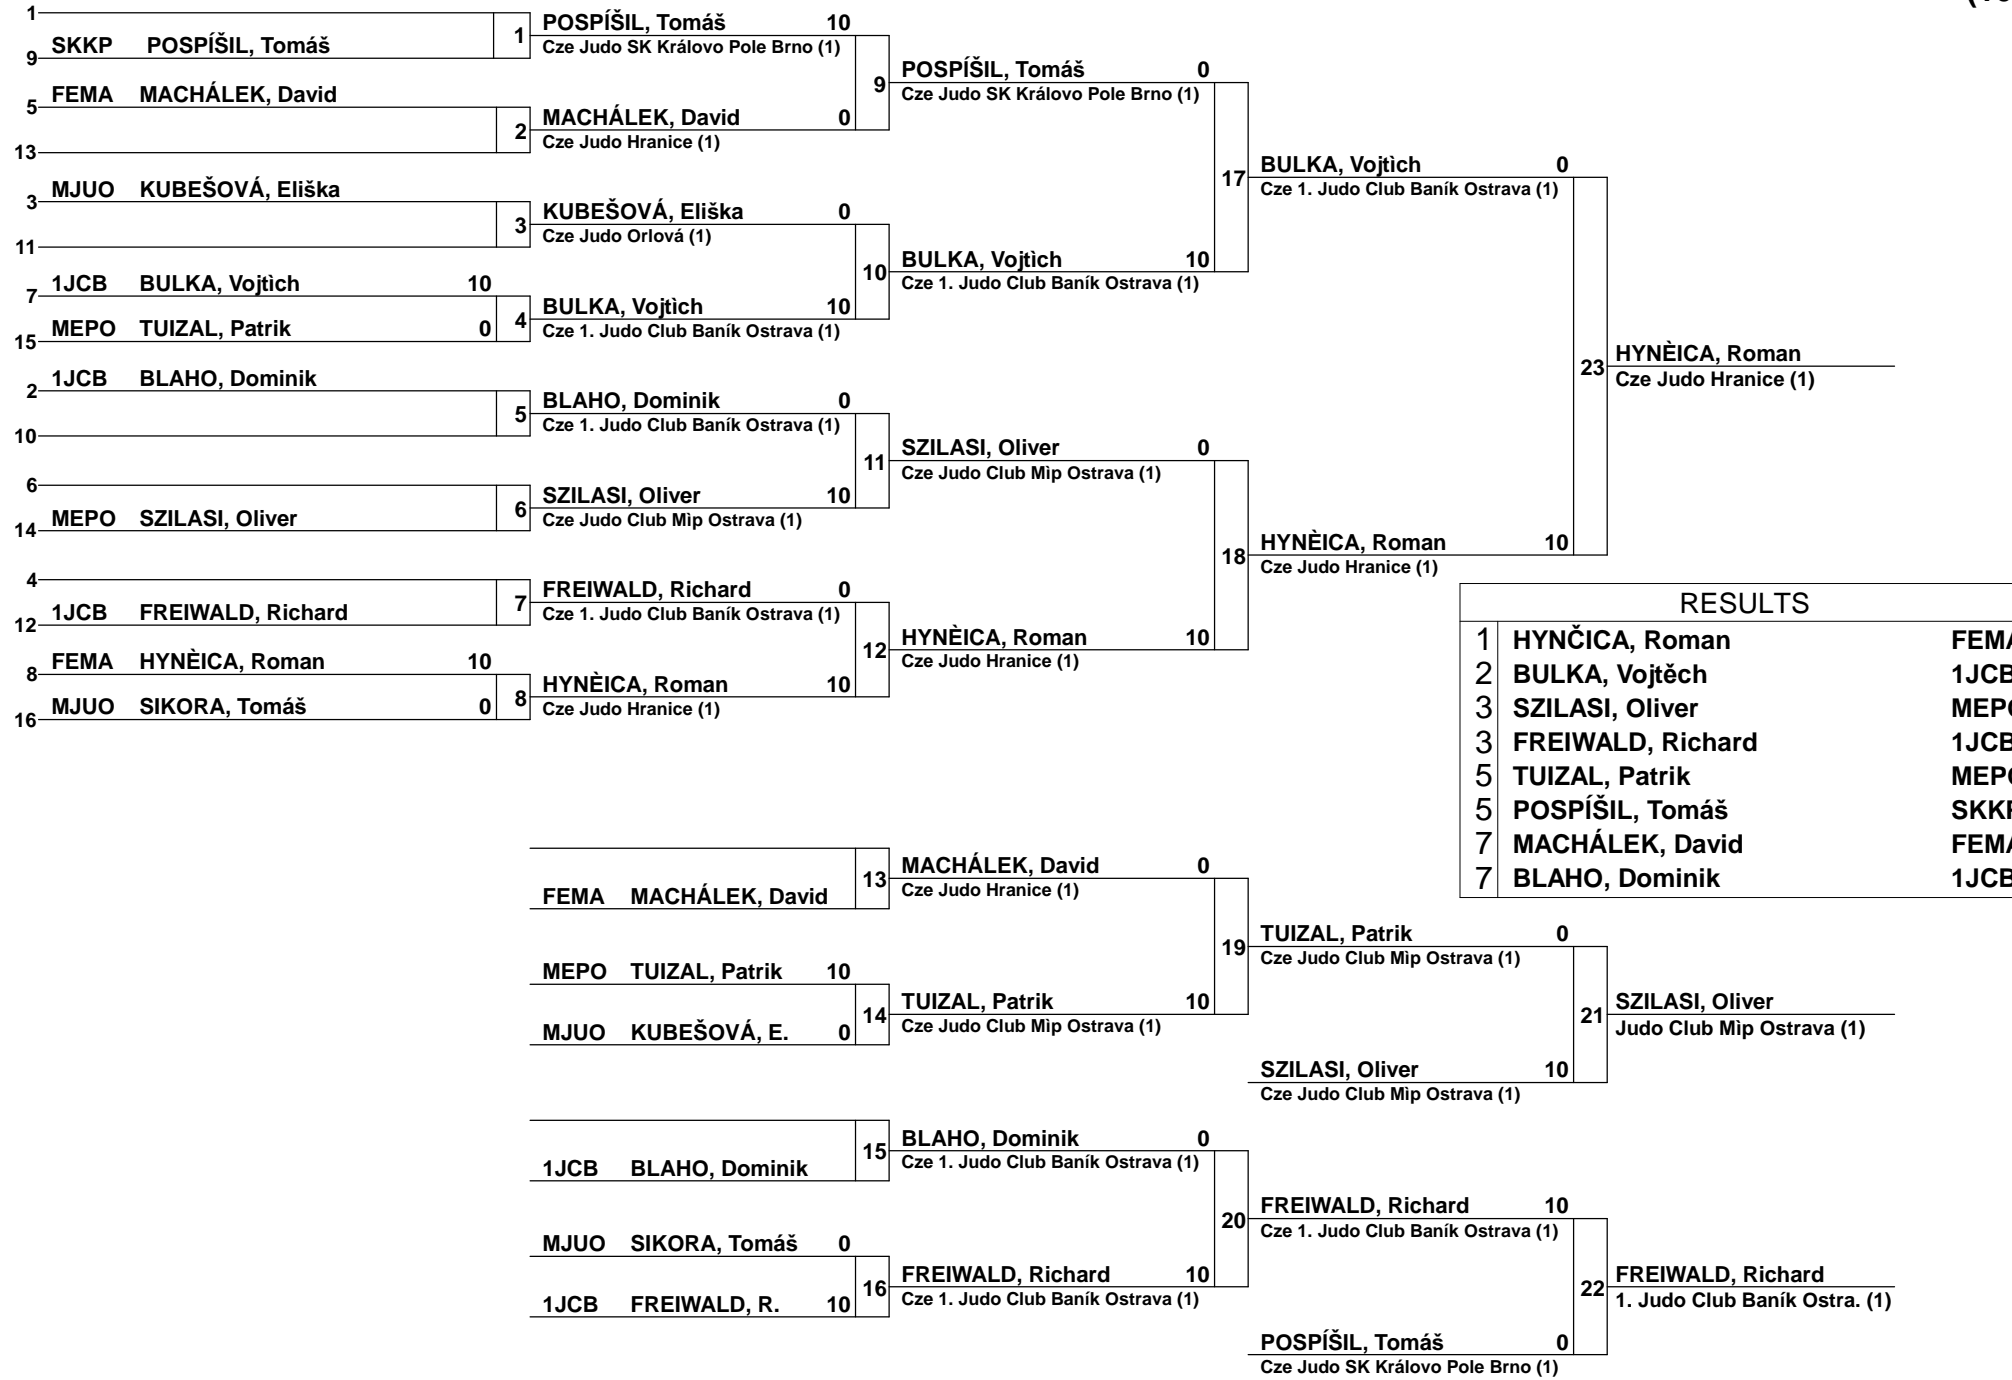 (10
1
SKKP POSPÍŠIL, Tomáš
9
1
POSPÍŠIL, Tomáš 10
Cze Judo SK Královo Pole Brno (1)
FEMA MACHÁLEK, David
5
13
2
MACHÁLEK, David 0
Cze Judo Hranice (1)
9
POSPÍŠIL, Tomáš 0
Cze Judo SK Královo Pole Brno (1)
MJUO KUBEŠOVÁ, Eliška
3
11
3
KUBEŠOVÁ, Eliška 0
Cze Judo Orlová (1)
1JCB BULKA, Vojtìch 10
7
MEPO TUIZAL, Patrik 0
15
4
BULKA, Vojtìch 10
Cze 1. Judo Club Baník Ostrava (1)
10
BULKA, Vojtìch 10
Cze 1. Judo Club Baník Ostrava (1)
17
BULKA, Vojtìch 0
Cze 1. Judo Club Baník Ostrava (1)
1JCB BLAHO, Dominik
2
10
5
BLAHO, Dominik 0
Cze 1. Judo Club Baník Ostrava (1)
6
MEPO SZILASI, Oliver
14
6
SZILASI, Oliver 10
Cze Judo Club Mìp Ostrava (1)
11
SZILASI, Oliver 0
Cze Judo Club Mìp Ostrava (1)
4
1JCB FREIWALD, Richard
12
7
FREIWALD, Richard 0
Cze 1. Judo Club Baník Ostrava (1)
FEMA HYNÈICA, Roman 10
8
MJUO SIKORA, Tomáš 0
16
8
HYNÈICA, Roman 10
Cze Judo Hranice (1)
12
HYNÈICA, Roman 10
Cze Judo Hranice (1)
18
HYNÈICA, Roman 10
Cze Judo Hranice (1)
23
HYNÈICA, Roman
Cze Judo Hranice (1)
RESULTS
1 HYNČICA, Roman FEMA
2 BULKA, Vojtěch 1JCB
3 SZILASI, Oliver MEPO
3 FREIWALD, Richard 1JCB
5 TUIZAL, Patrik MEPO
5 POSPÍŠIL, Tomáš SKKP
7 MACHÁLEK, David FEMA
7 BLAHO, Dominik 1JCB
FEMA MACHÁLEK, David
13
MACHÁLEK, David 0
Cze Judo Hranice (1)
MEPO TUIZAL, Patrik 10
MJUO KUBEŠOVÁ, E. 0
14
TUIZAL, Patrik 10
Cze Judo Club Mìp Ostrava (1)
19
TUIZAL, Patrik 0
Cze Judo Club Mìp Ostrava (1)
SZILASI, Oliver 10
Cze Judo Club Mìp Ostrava (1)
21
SZILASI, Oliver
Judo Club Mìp Ostrava (1)
1JCB BLAHO, Dominik
15
BLAHO, Dominik 0
Cze 1. Judo Club Baník Ostrava (1)
MJUO SIKORA, Tomáš 0
1JCB FREIWALD, R. 10
16
FREIWALD, Richard 10
Cze 1. Judo Club Baník Ostrava (1)
20
FREIWALD, Richard 10
Cze 1. Judo Club Baník Ostrava (1)
POSPÍŠIL, Tomáš 0
Cze Judo SK Královo Pole Brno (1)
22
FREIWALD, Richard
1. Judo Club Baník Ostra. (1)